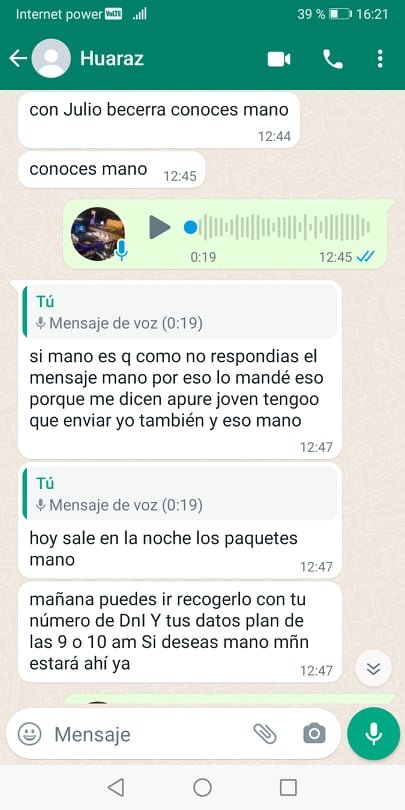 Internet power VoLTE 39 % 16:21
Huaraz
con Julio becerra conoces mano
12:44
conoces mano 12:45
0:19 12:45
Tú
Mensaje de voz (0:19)
si mano es q como no respondias el
mensaje mano por eso lo mandé eso
porque me dicen apure joven tengoo
que enviar yo también y eso mano
12:47
Tú
Mensaje de voz (0:19)
hoy sale en la noche los paquetes
mano
12:47
mañana puedes ir recogerlo con tu
número de DnI Y tus datos plan de
las 9 o 10 am Si deseas mano mñn
estará ahí ya
12:47
Mensaje